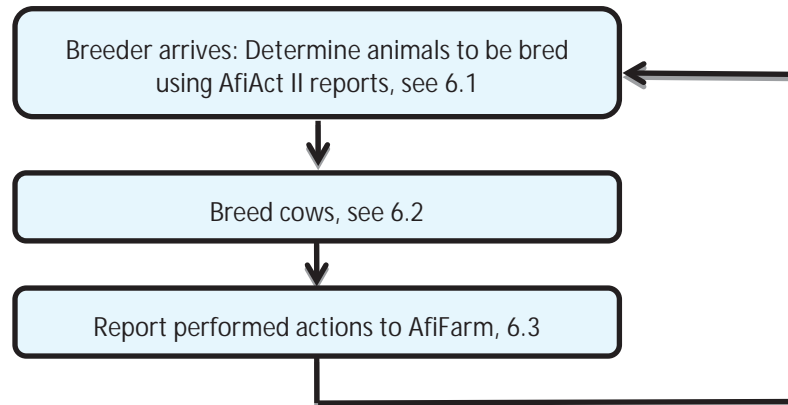 Breeder arrives: Determine animals to be bred
using AfiAct II reports, see 6.1
Breed cows, see 6.2
Report performed actions to AfiFarm, 6.3